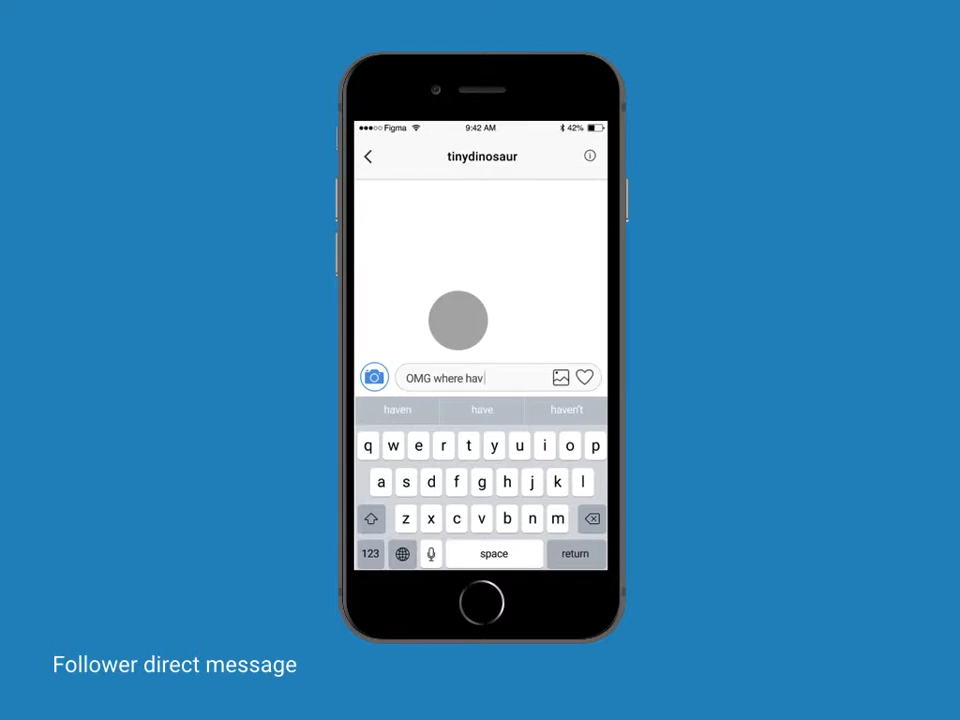 Figma 9:42 AM 42%
tinydinosaur
OMG where hav
haven have haven't
q w e r t y u i o p
a s d f g h j k l
z x c v b n m
123 space return
Follower direct message